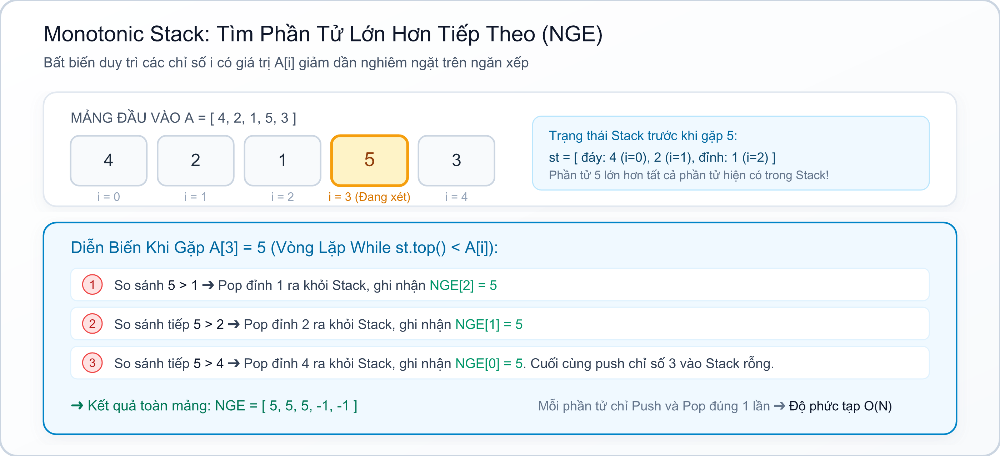 Monotonic Stack: Tìm Phần Tử Lớn Hơn Tiếp Theo (NGE)
Bất biến duy trì các chỉ số i có giá trị A[i] giảm dần nghiêm ngặt trên ngăn xếp
MẢNG ĐẦU VÀO A = [ 4, 2, 1, 5, 3 ]
4 2 1 5 3
i = 0 i = 1 i = 2 i = 3 (Đang xét) i = 4
Trạng thái Stack trước khi gặp 5:
st = [ đáy: 4 (i=0), 2 (i=1), đỉnh: 1 (i=2) ]
Phần tử 5 lớn hơn tất cả phần tử hiện có trong Stack!
Diễn Biến Khi Gặp A[3] = 5 (Vòng Lặp While st.top() < A[i]):
1 So sánh 5 > 1 ➔ Pop đỉnh 1 ra khỏi Stack, ghi nhận NGE[2] = 5
2 So sánh tiếp 5 > 2 ➔ Pop đỉnh 2 ra khỏi Stack, ghi nhận NGE[1] = 5
3 So sánh tiếp 5 > 4 ➔ Pop đỉnh 4 ra khỏi Stack, ghi nhận NGE[0] = 5. Cuối cùng push chỉ số 3 vào Stack rỗng.
➞ Kết quả toàn mảng: NGE = [ 5, 5, 5, -1, -1 ]
Mỗi phần tử chỉ Push và Pop đúng 1 lần ➔ Độ phức tạp O(N)